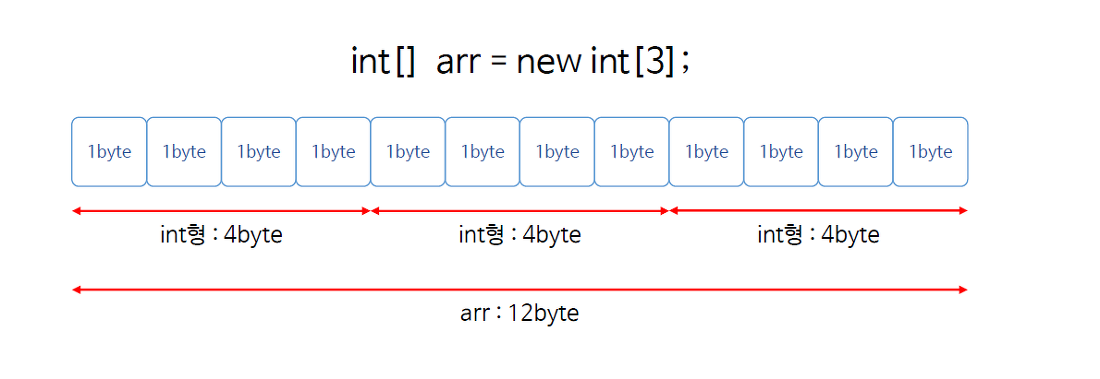 int[] arr = new int[3];
1byte 1byte 1byte 1byte 1byte 1byte 1byte 1byte 1byte 1byte 1byte 1byte
int형 : 4byte int형 : 4byte int형 : 4byte
arr : 12byte